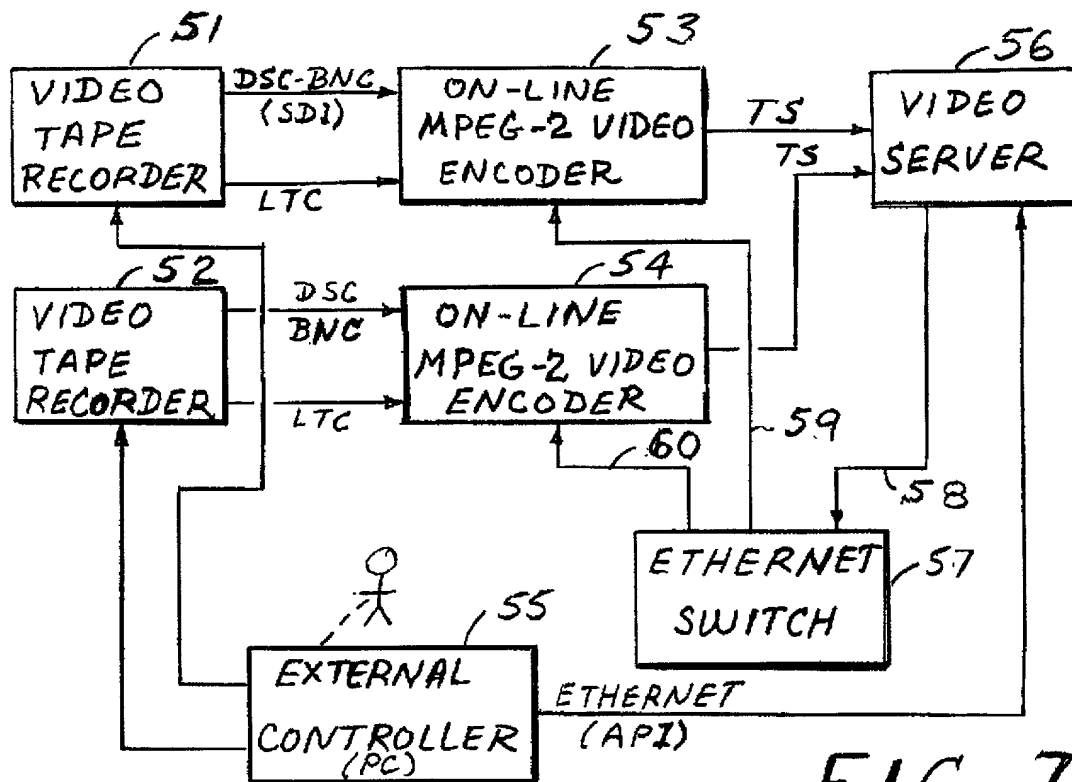 51
VIDEO
TAPE
RECORDER
DSC-BNC
(SDI)
LTC
53
ON-LINE
MPEG-2 VIDEO
ENCODER
TS
TS
56
VIDEO
SERVER
52
VIDEO
TAPE
RECORDER
DSC
BNC
LTC
54
ON-LINE
MPEG-2 VIDEO
ENCODER
60
59
58
ETHERNET
SWITCH
57
55
EXTERNAL
CONTROLLER
(PC)
ETHERNET
(API)
FIG. 7